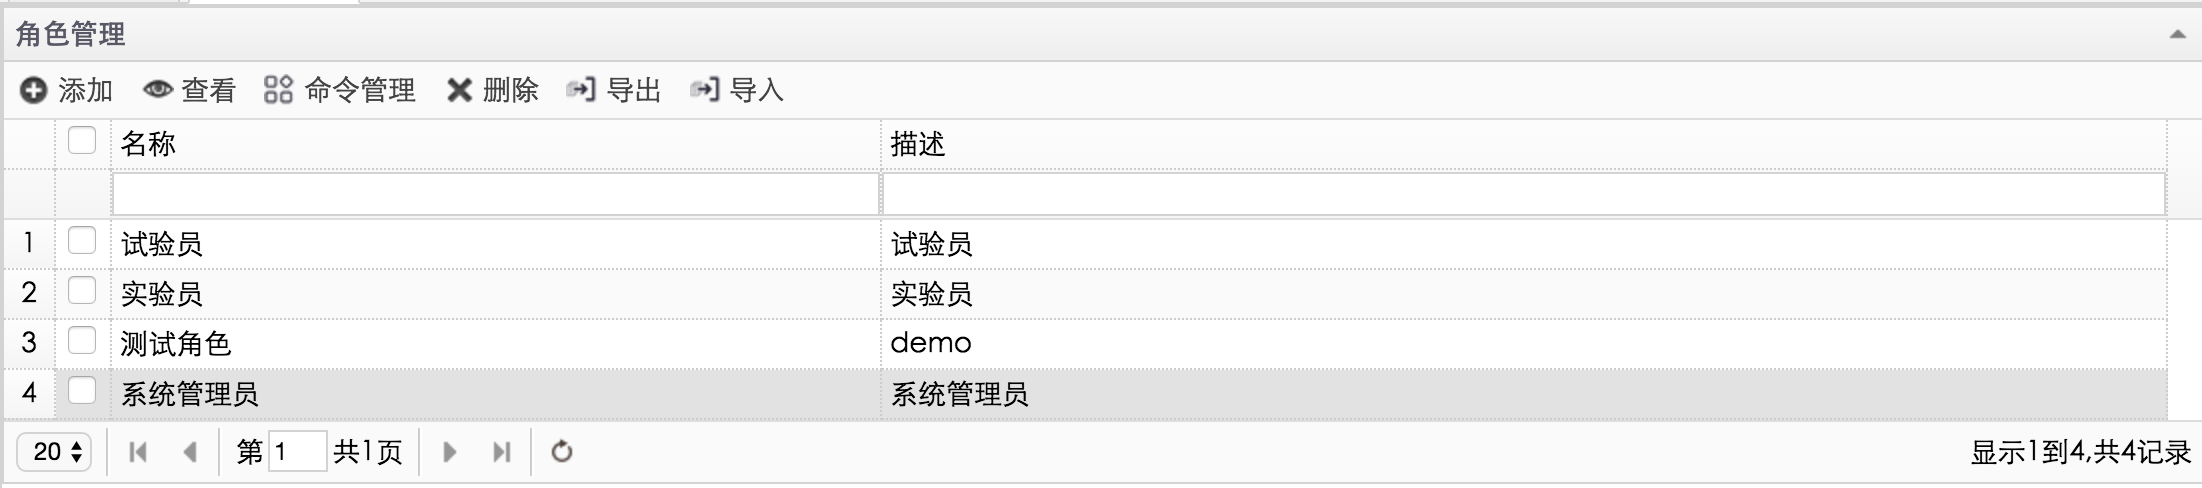 角色管理
添加 查看 命令管理 删除 导出 导入
名称 描述
1 试验员 试验员
2 实验员 实验员
3 测试角色 demo
4 系统管理员 系统管理员
20 第 1 共1页 显示1到4,共4记录